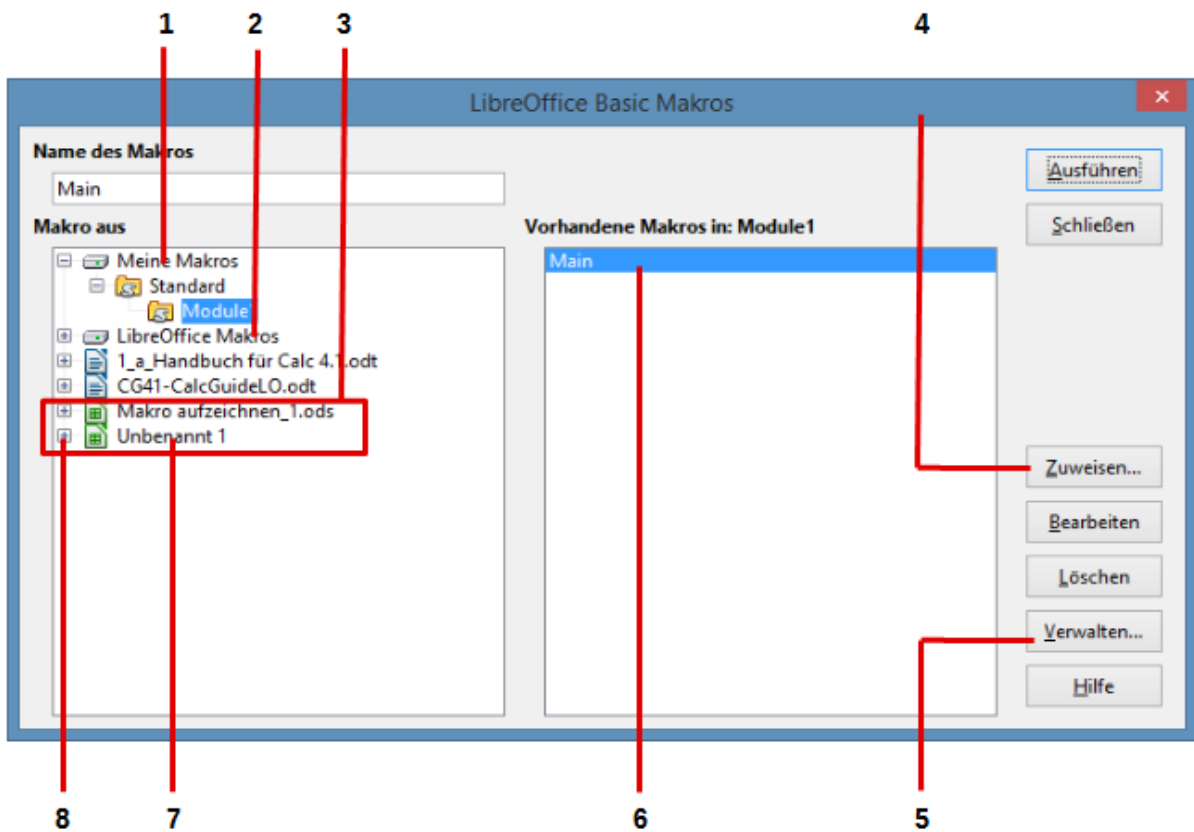 1 2 3 4
LibreOffice Basic Makros
Name des Makros
Main
Ausführen
Schließen
Makro aus
Meine Makros
Standard
Module1
LibreOffice Makros
1_a_Handbuch für Calc 4.1.odt
CG41-CalcGuideLO.odt
Makro aufzeichnen_1.ods
Unbenannt 1
Vorhandene Makros in: Module1
Main
Zuweisen...
Bearbeiten
Löschen
Verwalten...
Hilfe
8 7 6 5